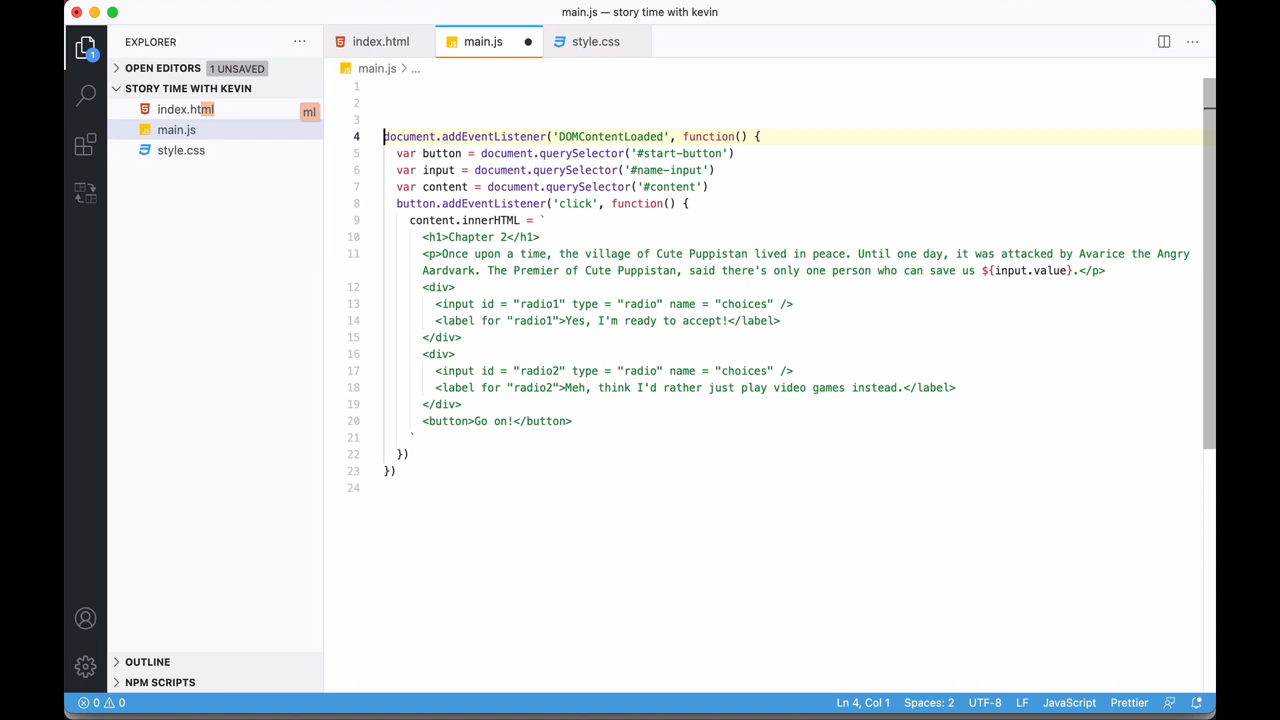 main.js — story time with kevin
EXPLORER
index.html
main.js
style.css
1
OPEN EDITORS 1 UNSAVED
STORY TIME WITH KEVIN
index.html
ml
main.js
style.css
main.js > ...
1
2
3
4 document.addEventListener('DOMContentLoaded', function() {
5 var button = document.querySelector('#start-button')
6 var input = document.querySelector('#name-input')
7 var content = document.querySelector('#content')
8 button.addEventListener('click', function() {
9 content.innerHTML = `
10 <h1>Chapter 2</h1>
11 <p>Once upon a time, the village of Cute Puppistan lived in peace. Until one day, it was attacked by Avarice the Angry
Aardvark. The Premier of Cute Puppistan, said there's only one person who can save us ${input.value}.</p>
12 <div>
13 <input id = "radio1" type = "radio" name = "choices" />
14 <label for "radio1">Yes, I'm ready to accept!</label>
15 </div>
16 <div>
17 <input id = "radio2" type = "radio" name = "choices" />
18 <label for "radio2">Meh, think I'd rather just play video games instead.</label>
19 </div>
20 <button>Go on!</button>
21 `
22 })
23 })
24
OUTLINE
NPM SCRIPTS
0 0
Ln 4, Col 1
Spaces: 2
UTF-8
LF
JavaScript
Prettier